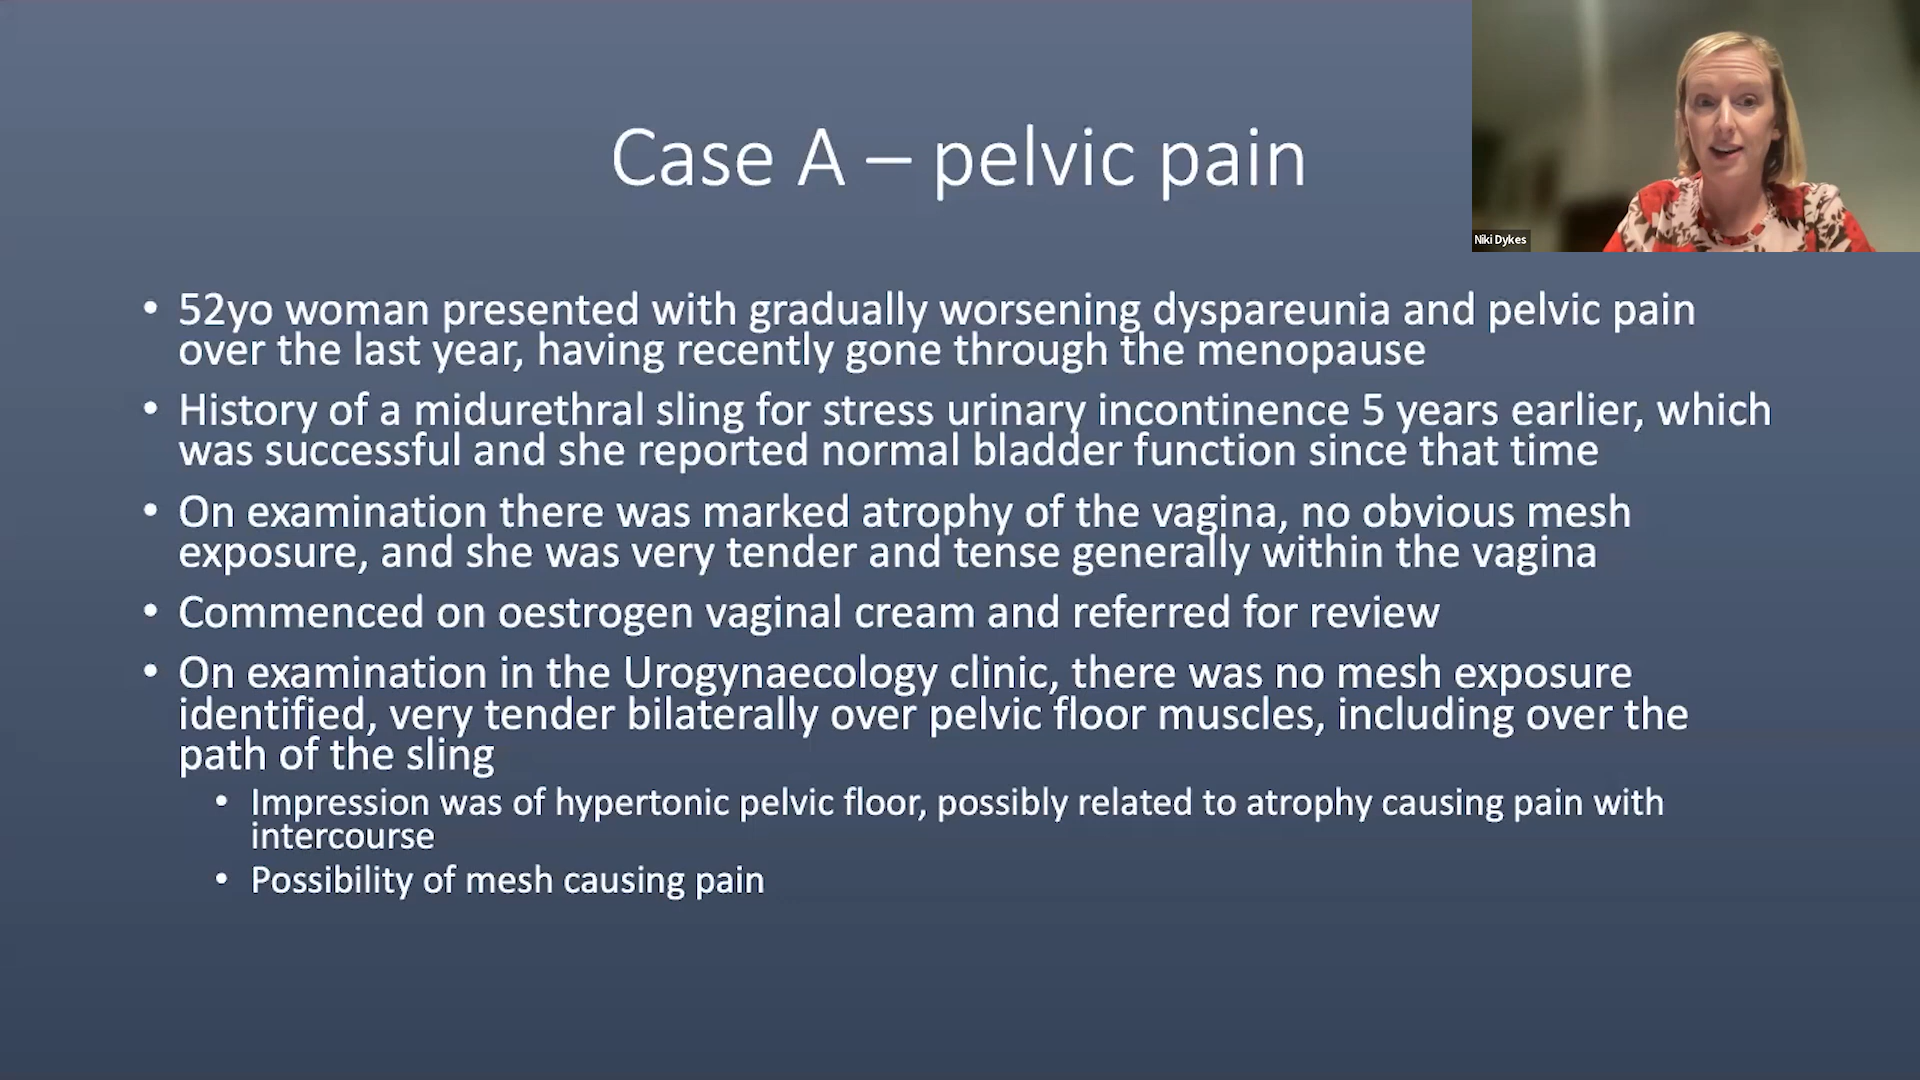 Case A – pelvic pain
Niki Dykes
• 52yo woman presented with gradually worsening dyspareunia and pelvic pain
over the last year, having recently gone through the menopause
• History of a midurethral sling for stress urinary incontinence 5 years earlier, which
was successful and she reported normal bladder function since that time
• On examination there was marked atrophy of the vagina, no obvious mesh
exposure, and she was very tender and tense generally within the vagina
• Commenced on oestrogen vaginal cream and referred for review
• On examination in the Urogynaecology clinic, there was no mesh exposure
identified, very tender bilaterally over pelvic floor muscles, including over the
path of the sling
• Impression was of hypertonic pelvic floor, possibly related to atrophy causing pain with
intercourse
• Possibility of mesh causing pain